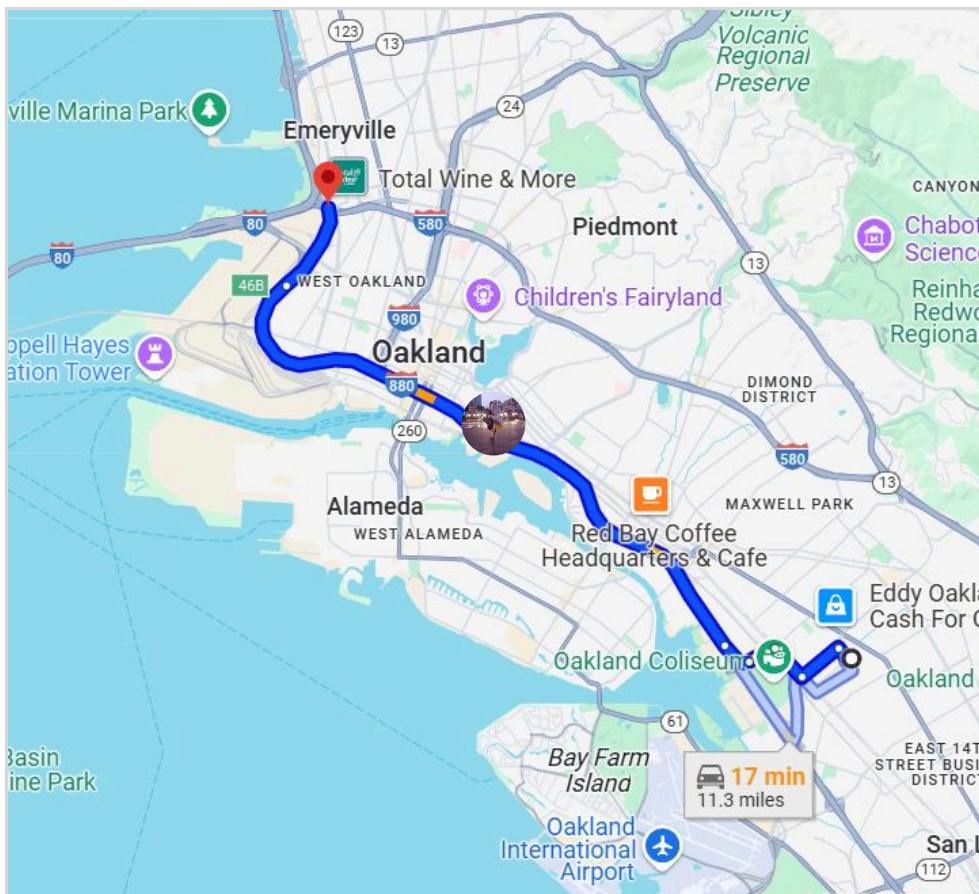 Sibley
Volcanic
Regional
Preserve
123
13
24
ville Marina Park
Emeryville
Total Wine & More
CANYON
80
580
Piedmont
Chabot
Science
80
13
46B
WEST OAKLAND
Children's Fairyland
Reinha
Redwo
Regional
980
ppell Hayes
ation Tower
Oakland
880
DIMOND
DISTRICT
260
580
13
Alameda
WEST ALAMEDA
MAXWELL PARK
Red Bay Coffee
Headquarters & Cafe
Eddy Oakla
Cash For C
Oakland Coliseum
Oakland
61
EAST 14T
STREET BUSI
DISTRICT
Basin
ine Park
Bay Farm
Island
17 min
11.3 miles
Oakland
International
Airport
San L
112